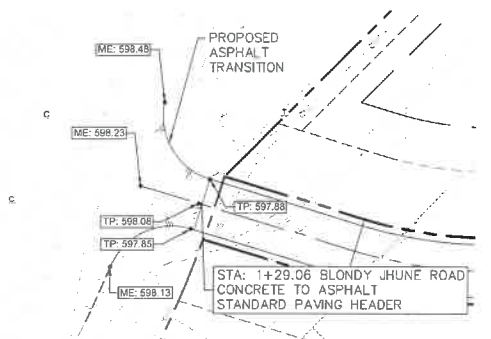 PROPOSED
ASPHALT
TRANSITION
ME: 598.48
C
ME: 598.23
C
TP: 597.88
TP: 598.08
TP: 597.85
STA: 1+29.06 BLONDY JHUNE ROAD
CONCRETE TO ASPHALT
STANDARD PAVING HEADER
ME: 598.13